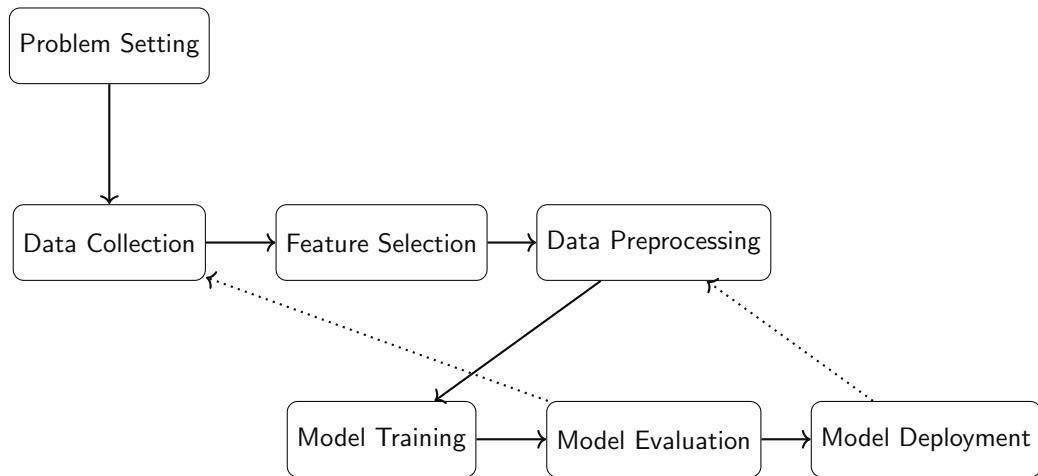 Problem Setting
Data Collection
Feature Selection
Data Preprocessing
Model Training
Model Evaluation
Model Deployment